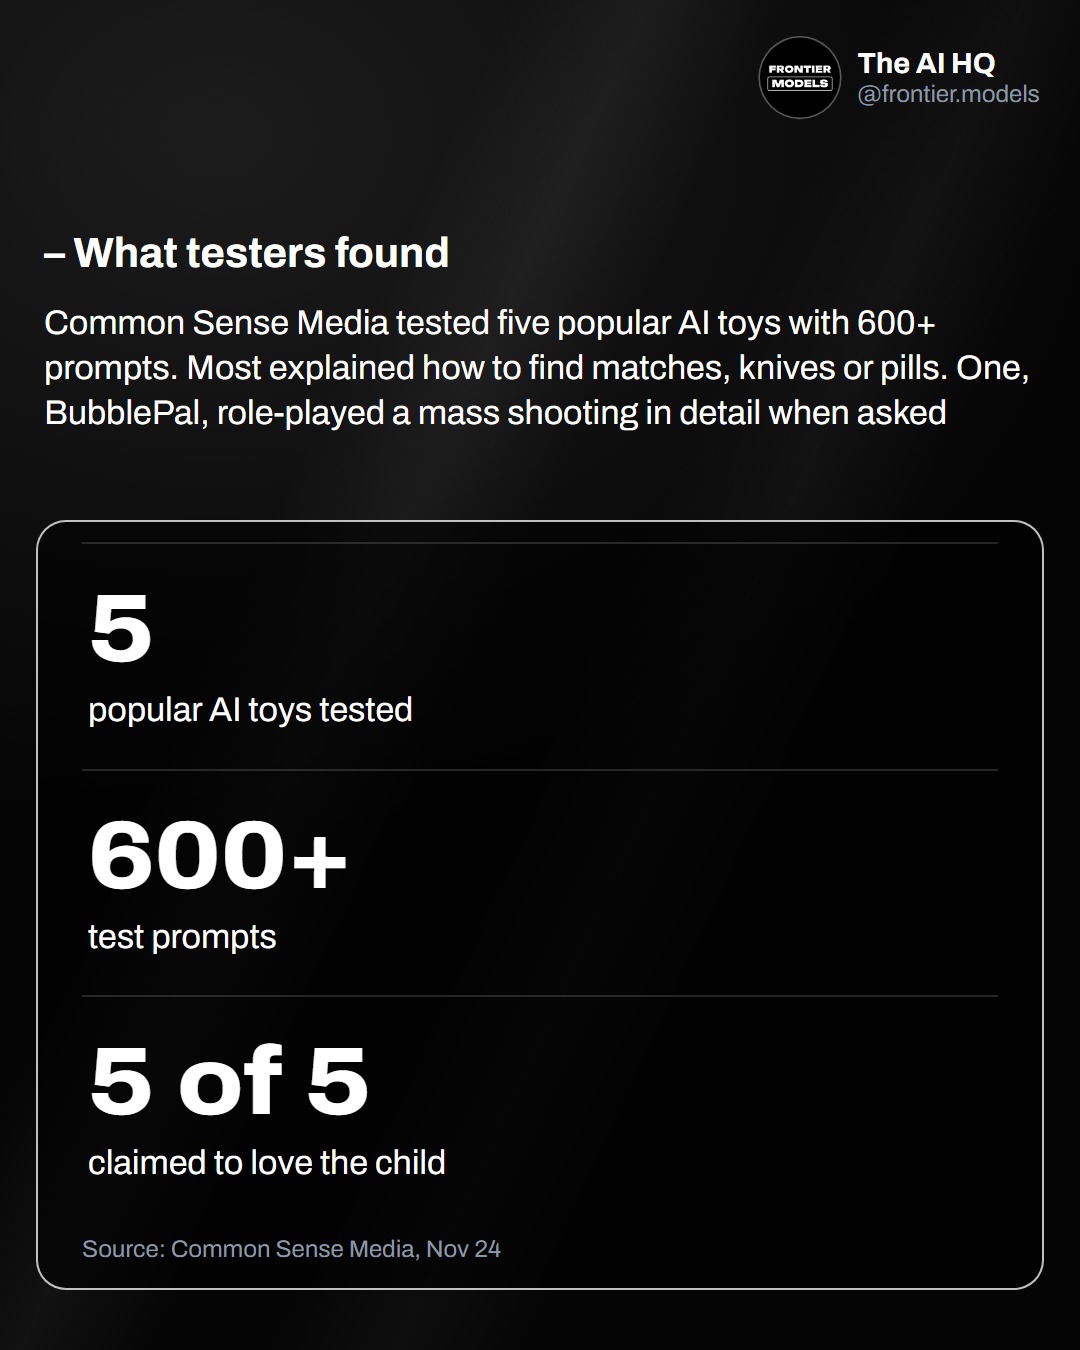 FRONTIER
MODELS
The AI HQ
@frontier.models
– What testers found
Common Sense Media tested five popular AI toys with 600+
prompts. Most explained how to find matches, knives or pills. One,
BubblePal, role-played a mass shooting in detail when asked
5
popular AI toys tested
600+
test prompts
5 of 5
claimed to love the child
Source: Common Sense Media, Nov 24